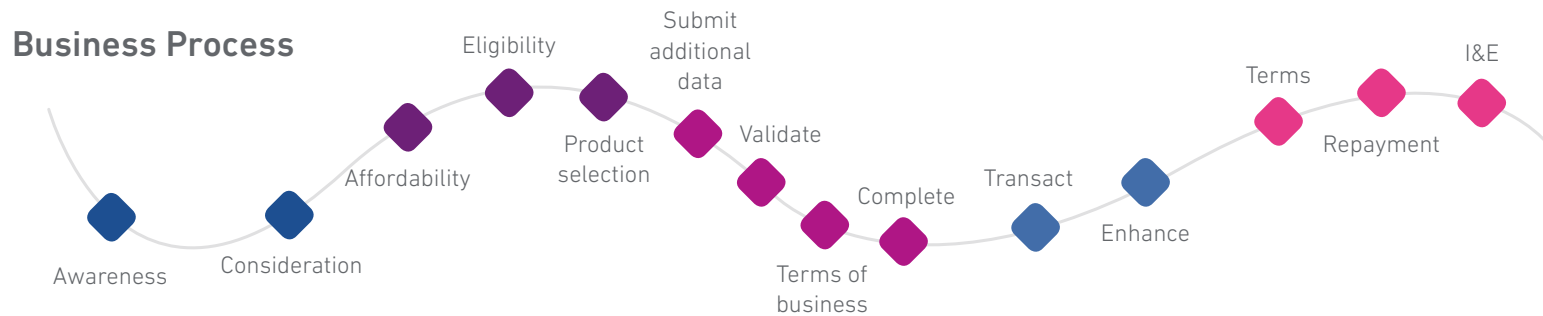 Business Process
Awareness
Consideration
Affordability
Eligibility
Product
selection
Submit
additional
data
Validate
Terms of
business
Complete
Transact
Enhance
Terms
Repayment
I&E